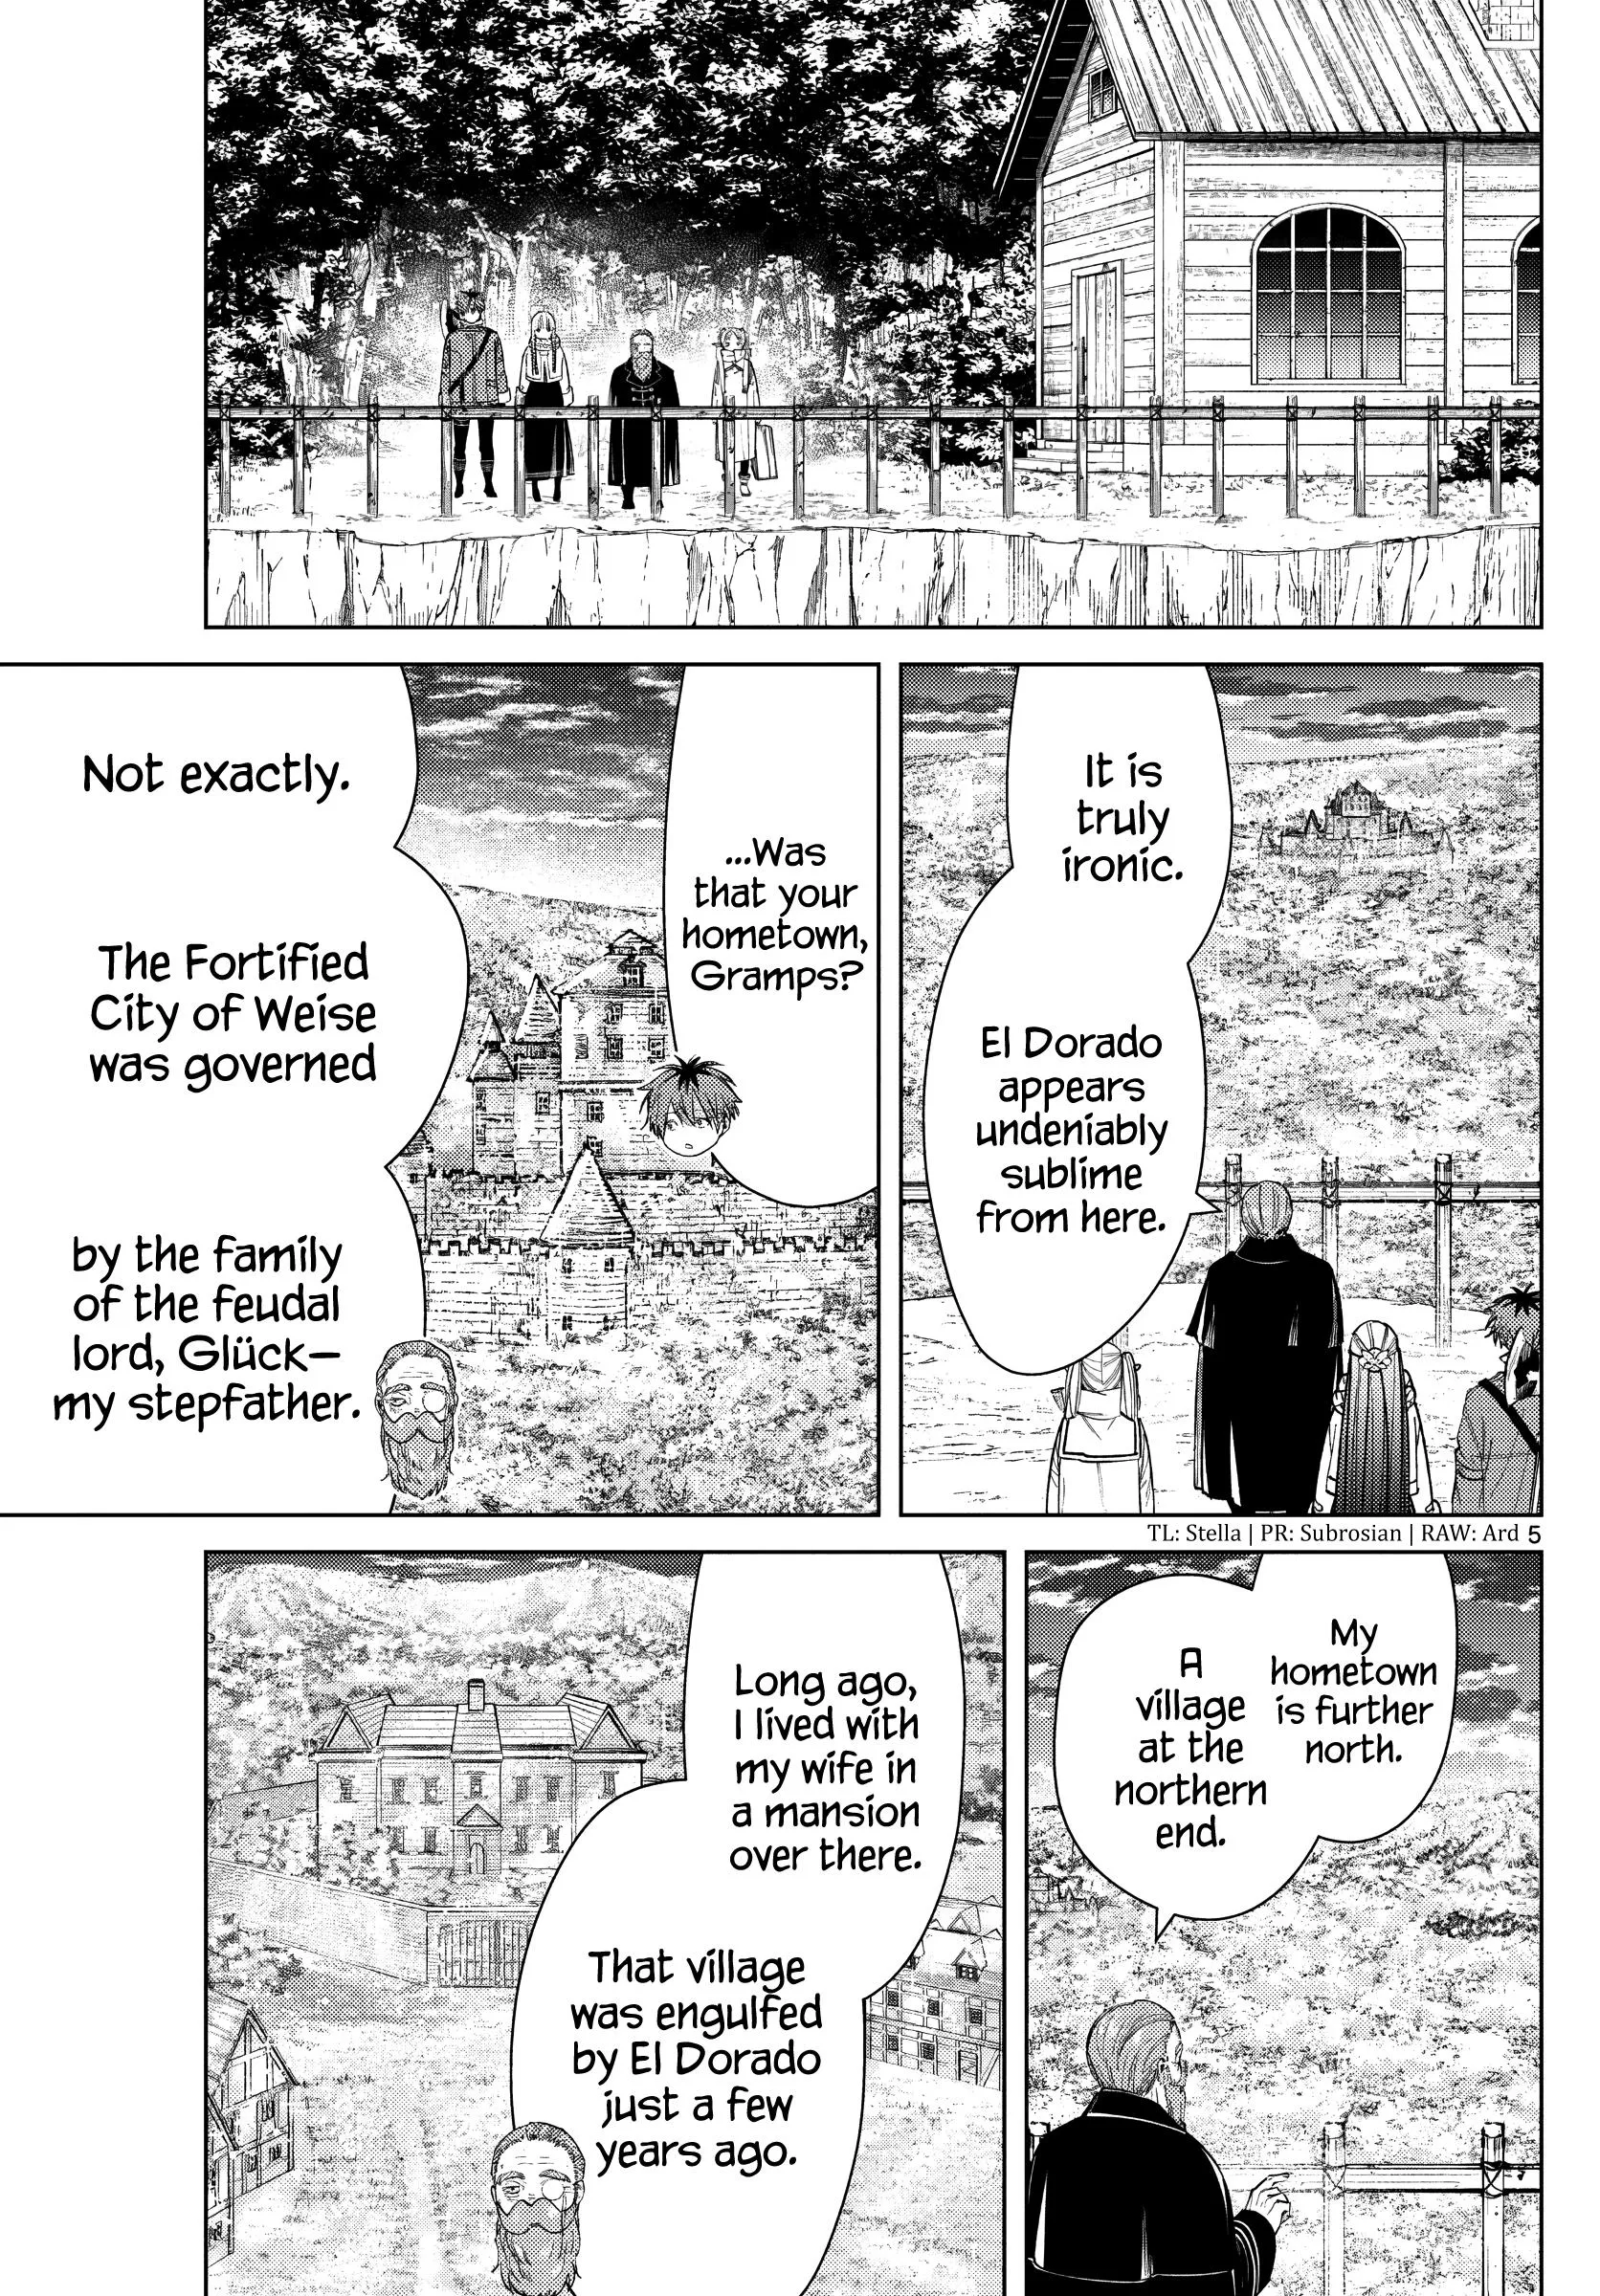 It is
truly
ironic.
El Dorado
appears
undeniably
sublime
from here.
...Was
that your
hometown,
Gramps?
Not exactly.
The Fortified
City of Weise
was governed
by the family
of the feudal
lord, Glück—
my stepfather.
TL: Stella | PR: Subrosian | RAW: Ard 5
My
hometown
is further
north.
A
village
at the
northern
end.
Long ago,
I lived with
my wife in
a mansion
over there.
That village
was engulfed
by El Dorado
just a few
years ago.